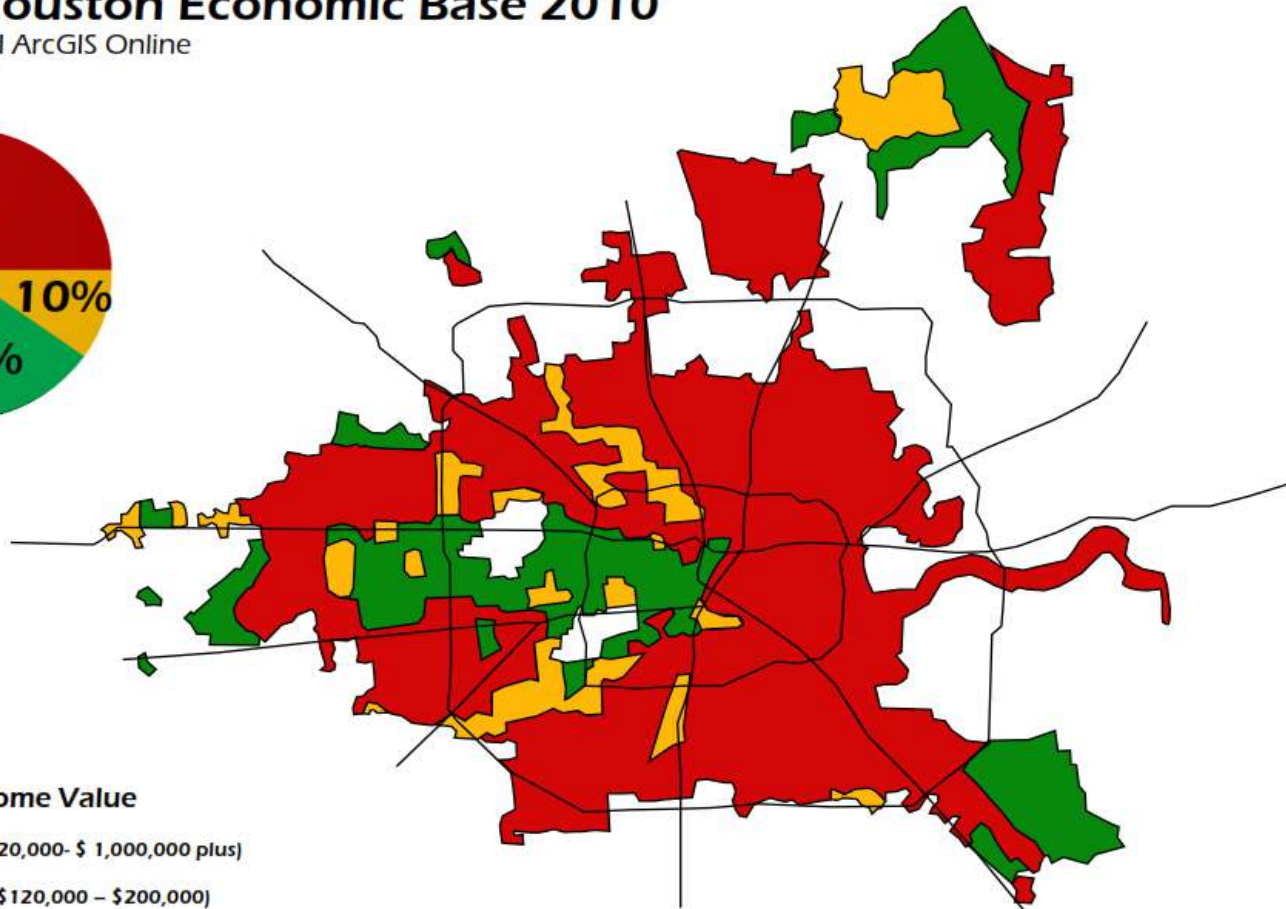 ouston Economic Base 2010
ArcGIS Online
10%
%
ome Value
20,000- $ 1,000,000 plus)
$120,000 – $200,000)